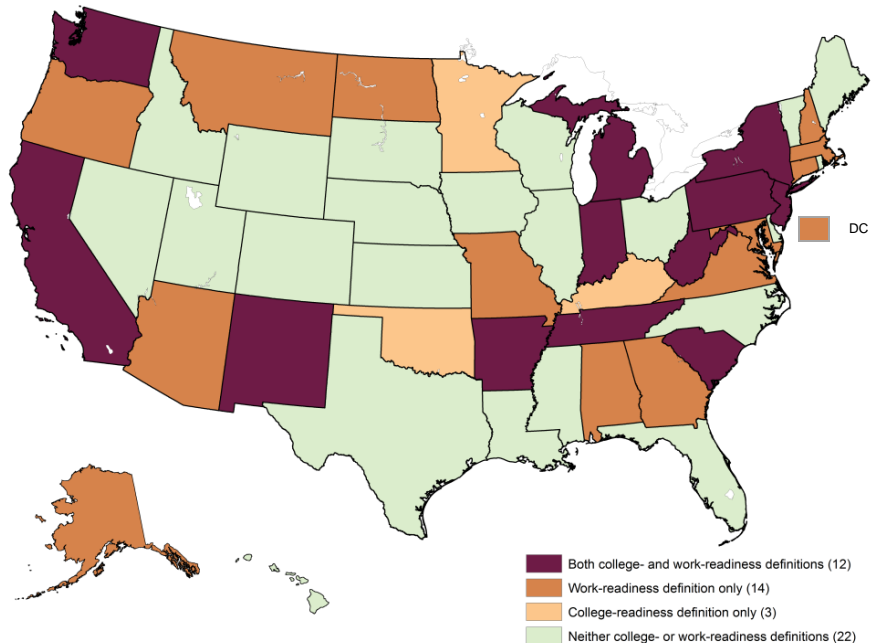 DC
Both college- and work-readiness definitions (12)
Work-readiness definition only (14)
College-readiness definition only (3)
Neither college- or work-readiness definitions (22)